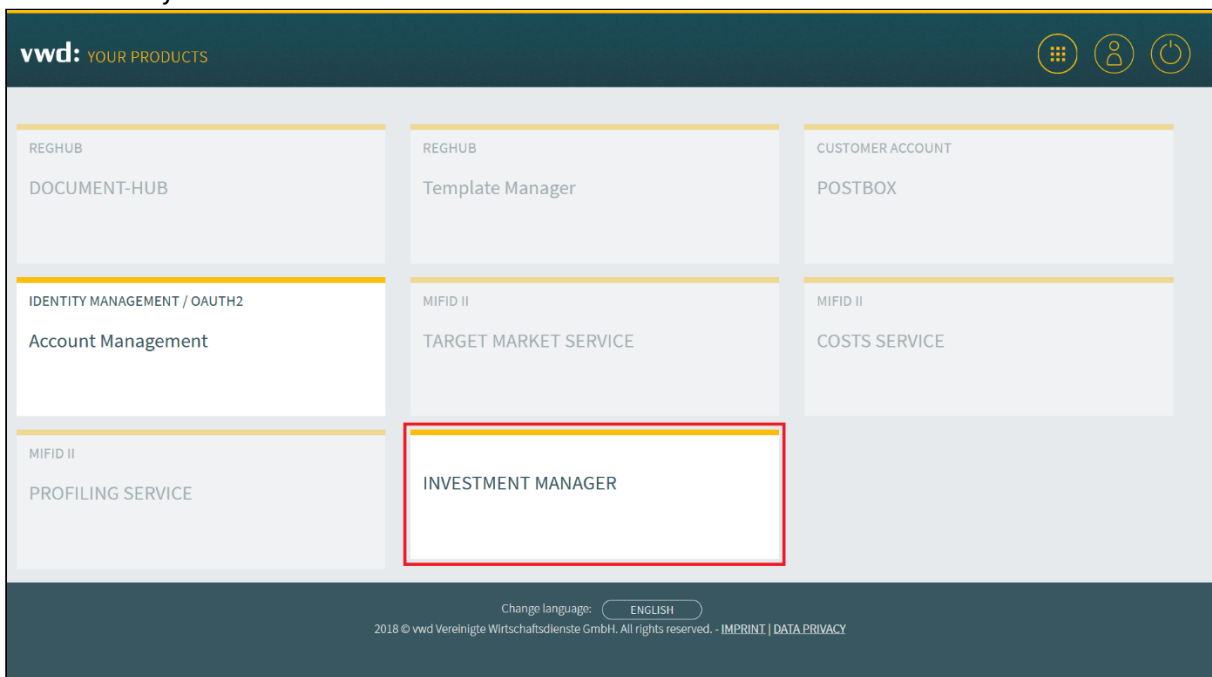 vwd: YOUR PRODUCTS
REGHUB
DOCUMENT-HUB
REGHUB
Template Manager
CUSTOMER ACCOUNT
POSTBOX
IDENTITY MANAGEMENT / OAUTH2
Account Management
MIFID II
TARGET MARKET SERVICE
MIFID II
COSTS SERVICE
MIFID II
PROFILING SERVICE
INVESTMENT MANAGER
Change language: ENGLISH
2018 © vwd Vereinigte Wirtschaftsdienste GmbH. All rights reserved. - IMPRINT | DATA PRIVACY